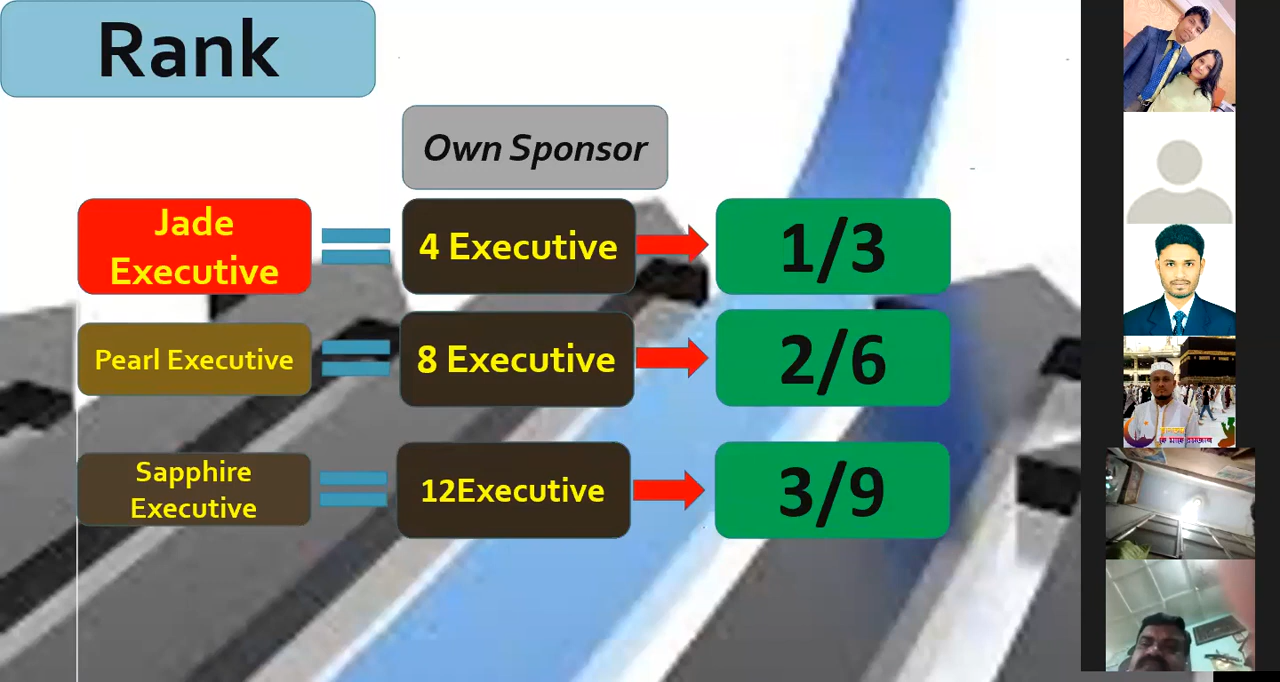 Rank
Own Sponsor
Jade
Executive
4 Executive
1/3
Pearl Executive
8 Executive
2/6
Sapphire
Executive
12Executive
3/9